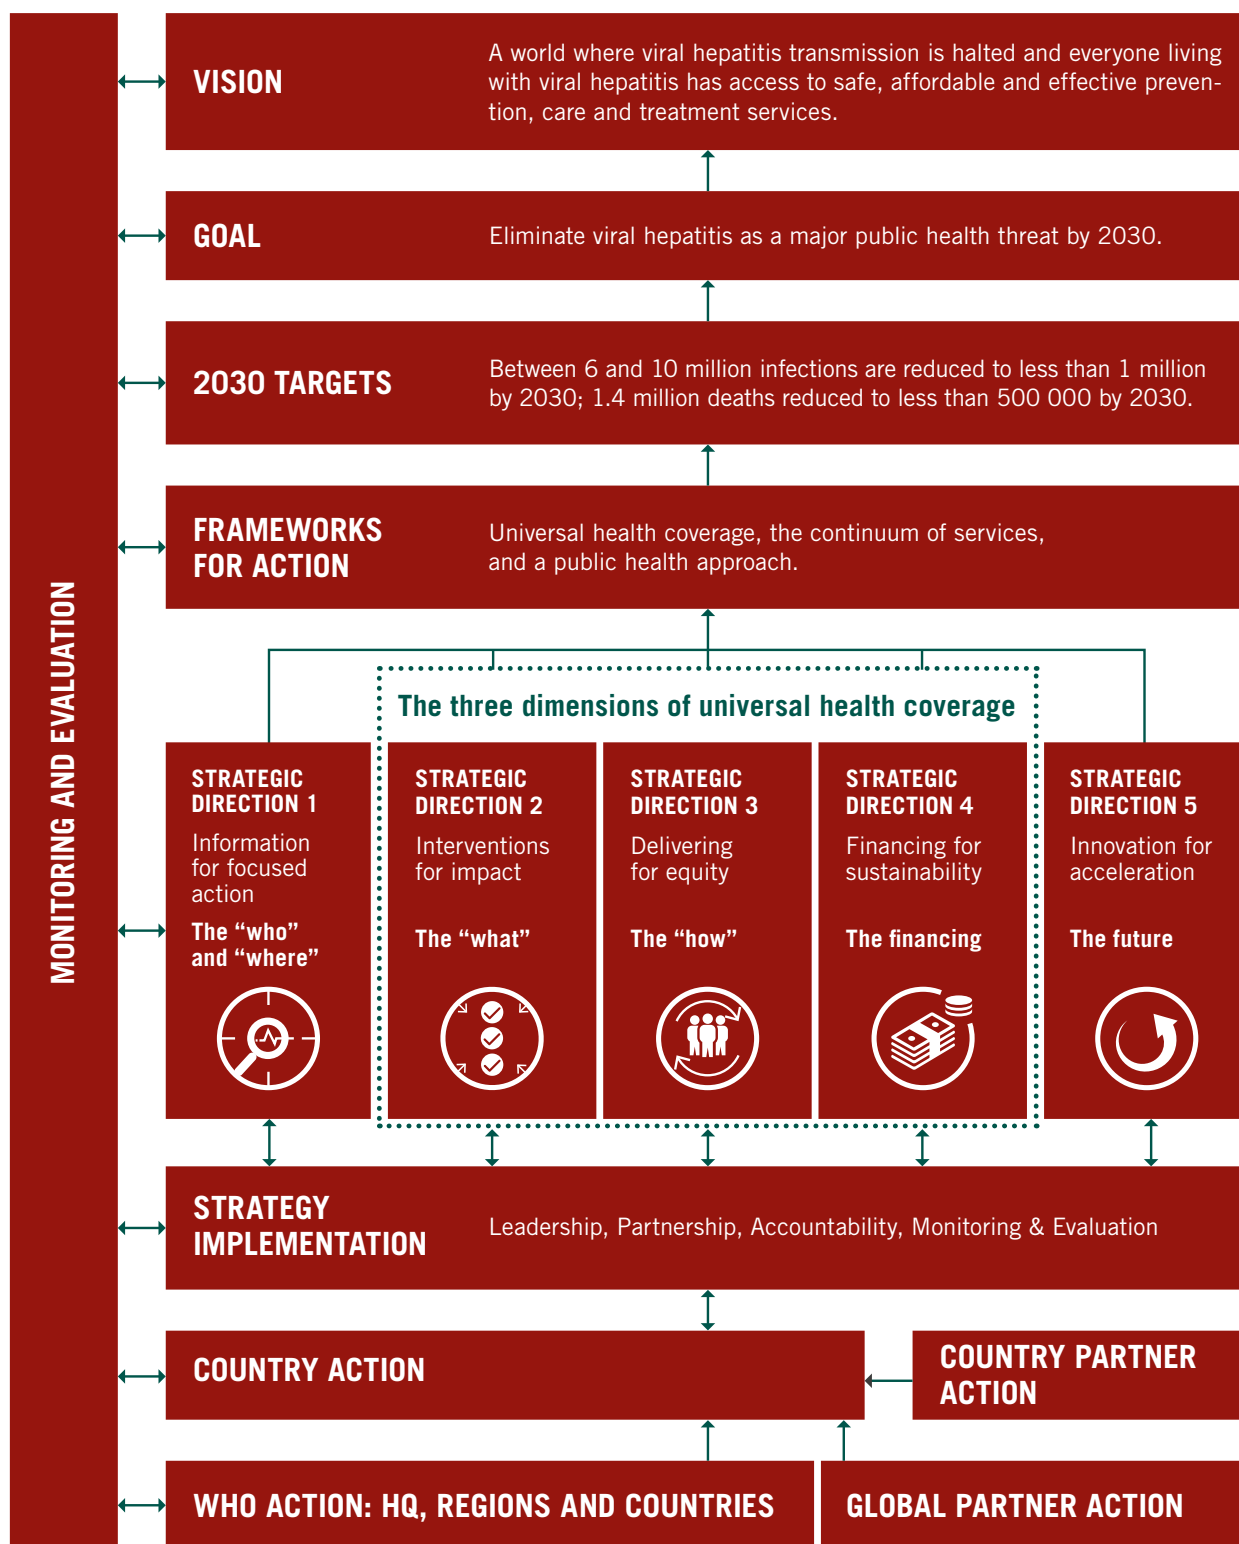 MONITORING AND EVALUATION
VISION
A world where viral hepatitis transmission is halted and everyone living
with viral hepatitis has access to safe, affordable and effective preven-
tion, care and treatment services.
GOAL
Eliminate viral hepatitis as a major public health threat by 2030.
2030 TARGETS
Between 6 and 10 million infections are reduced to less than 1 million
by 2030; 1.4 million deaths reduced to less than 500 000 by 2030.
FRAMEWORKS
FOR ACTION
Universal health coverage, the continuum of services,
and a public health approach.
The three dimensions of universal health coverage
STRATEGIC
DIRECTION 1
Information
for focused
action
The “who”
and “where”
STRATEGIC
DIRECTION 2
Interventions
for impact
The “what”
STRATEGIC
DIRECTION 3
Delivering
for equity
The “how”
STRATEGIC
DIRECTION 4
Financing for
sustainability
The financing
STRATEGIC
DIRECTION 5
Innovation for
acceleration
The future
STRATEGY
IMPLEMENTATION
Leadership, Partnership, Accountability, Monitoring & Evaluation
COUNTRY ACTION
COUNTRY PARTNER
ACTION
WHO ACTION: HQ, REGIONS AND COUNTRIES
GLOBAL PARTNER ACTION